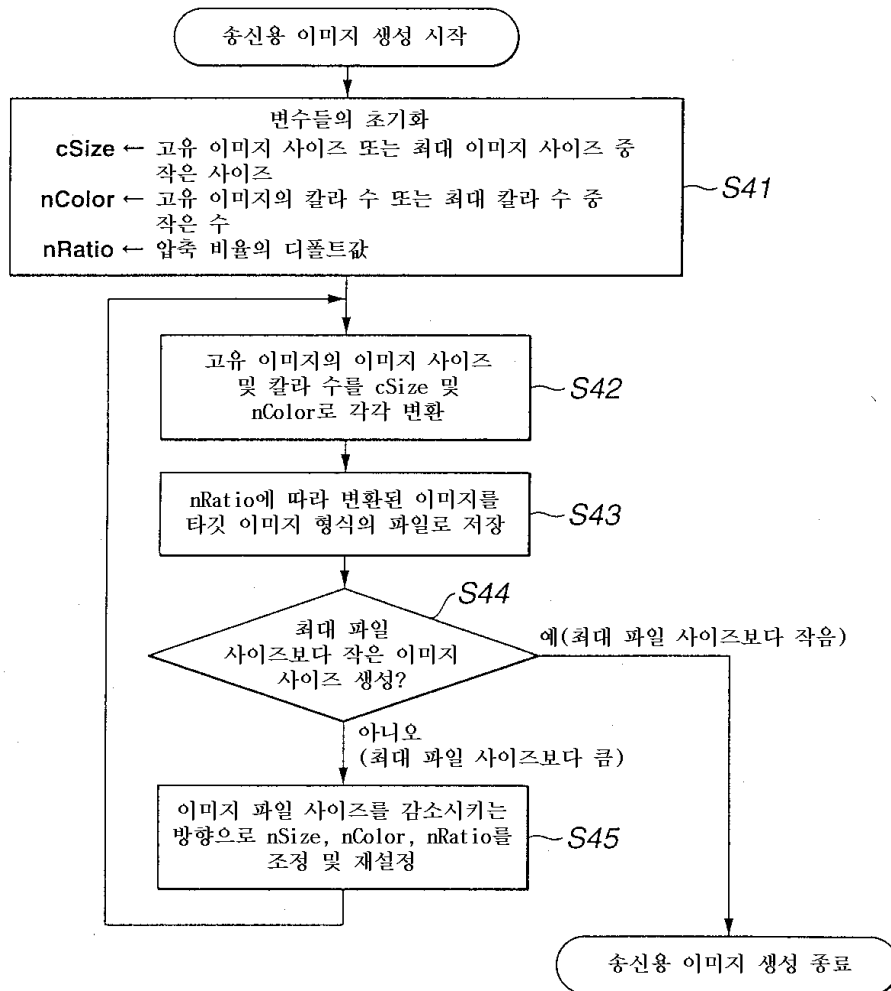 송신용 이미지 생성 시작
변수들의 초기화
cSize ← 고유 이미지 사이즈 또는 최대 이미지 사이즈 중
작은 사이즈
nColor ← 고유 이미지의 칼라 수 또는 최대 칼라 수 중
작은 수
nRatio ← 압축 비율의 디폴트값
S41
고유 이미지의 이미지 사이즈
및 칼라 수를 cSize 및
nColor로 각각 변환
S42
nRatio에 따라 변환된 이미지를
타깃 이미지 형식의 파일로 저장
S43
S44
최대 파일
사이즈보다 작은 이미지
사이즈 생성?
예(최대 파일 사이즈보다 작음)
아니오
(최대 파일 사이즈보다 큼)
이미지 파일 사이즈를 감소시키는
방향으로 nSize, nColor, nRatio를
조정 및 재설정
S45
송신용 이미지 생성 종료